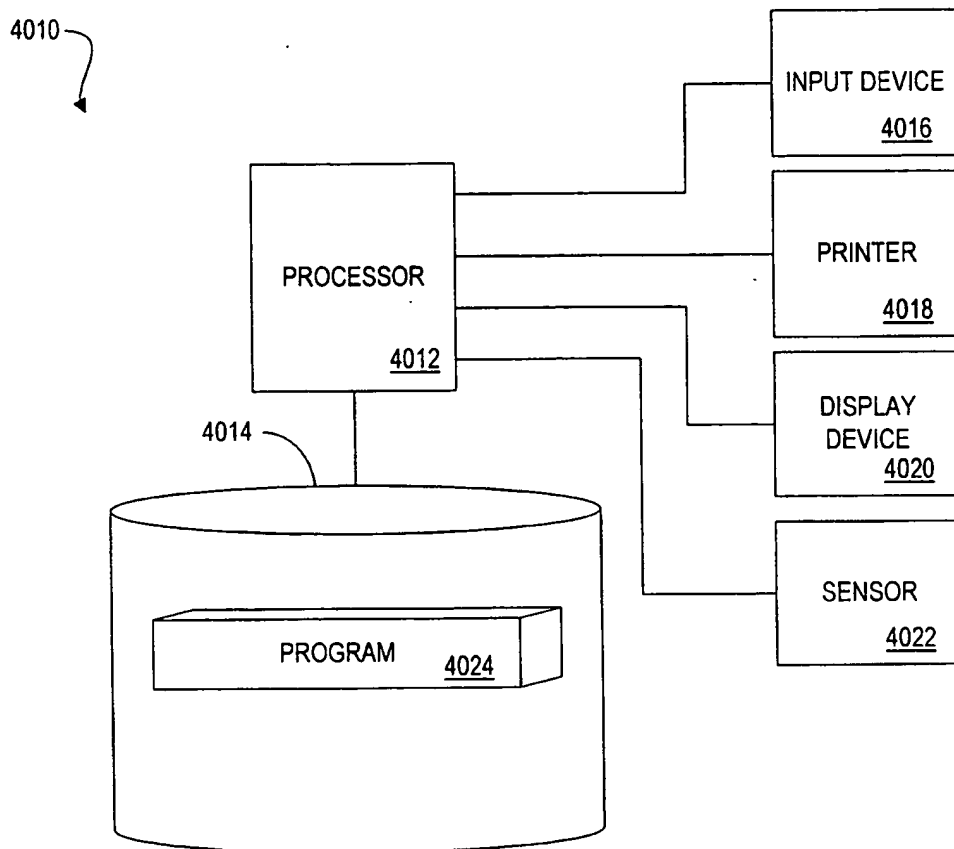 4010
INPUT DEVICE
4016
PROCESSOR
4012
PRINTER
4018
DISPLAY
DEVICE
4020
4014
SENSOR
4022
PROGRAM
4024